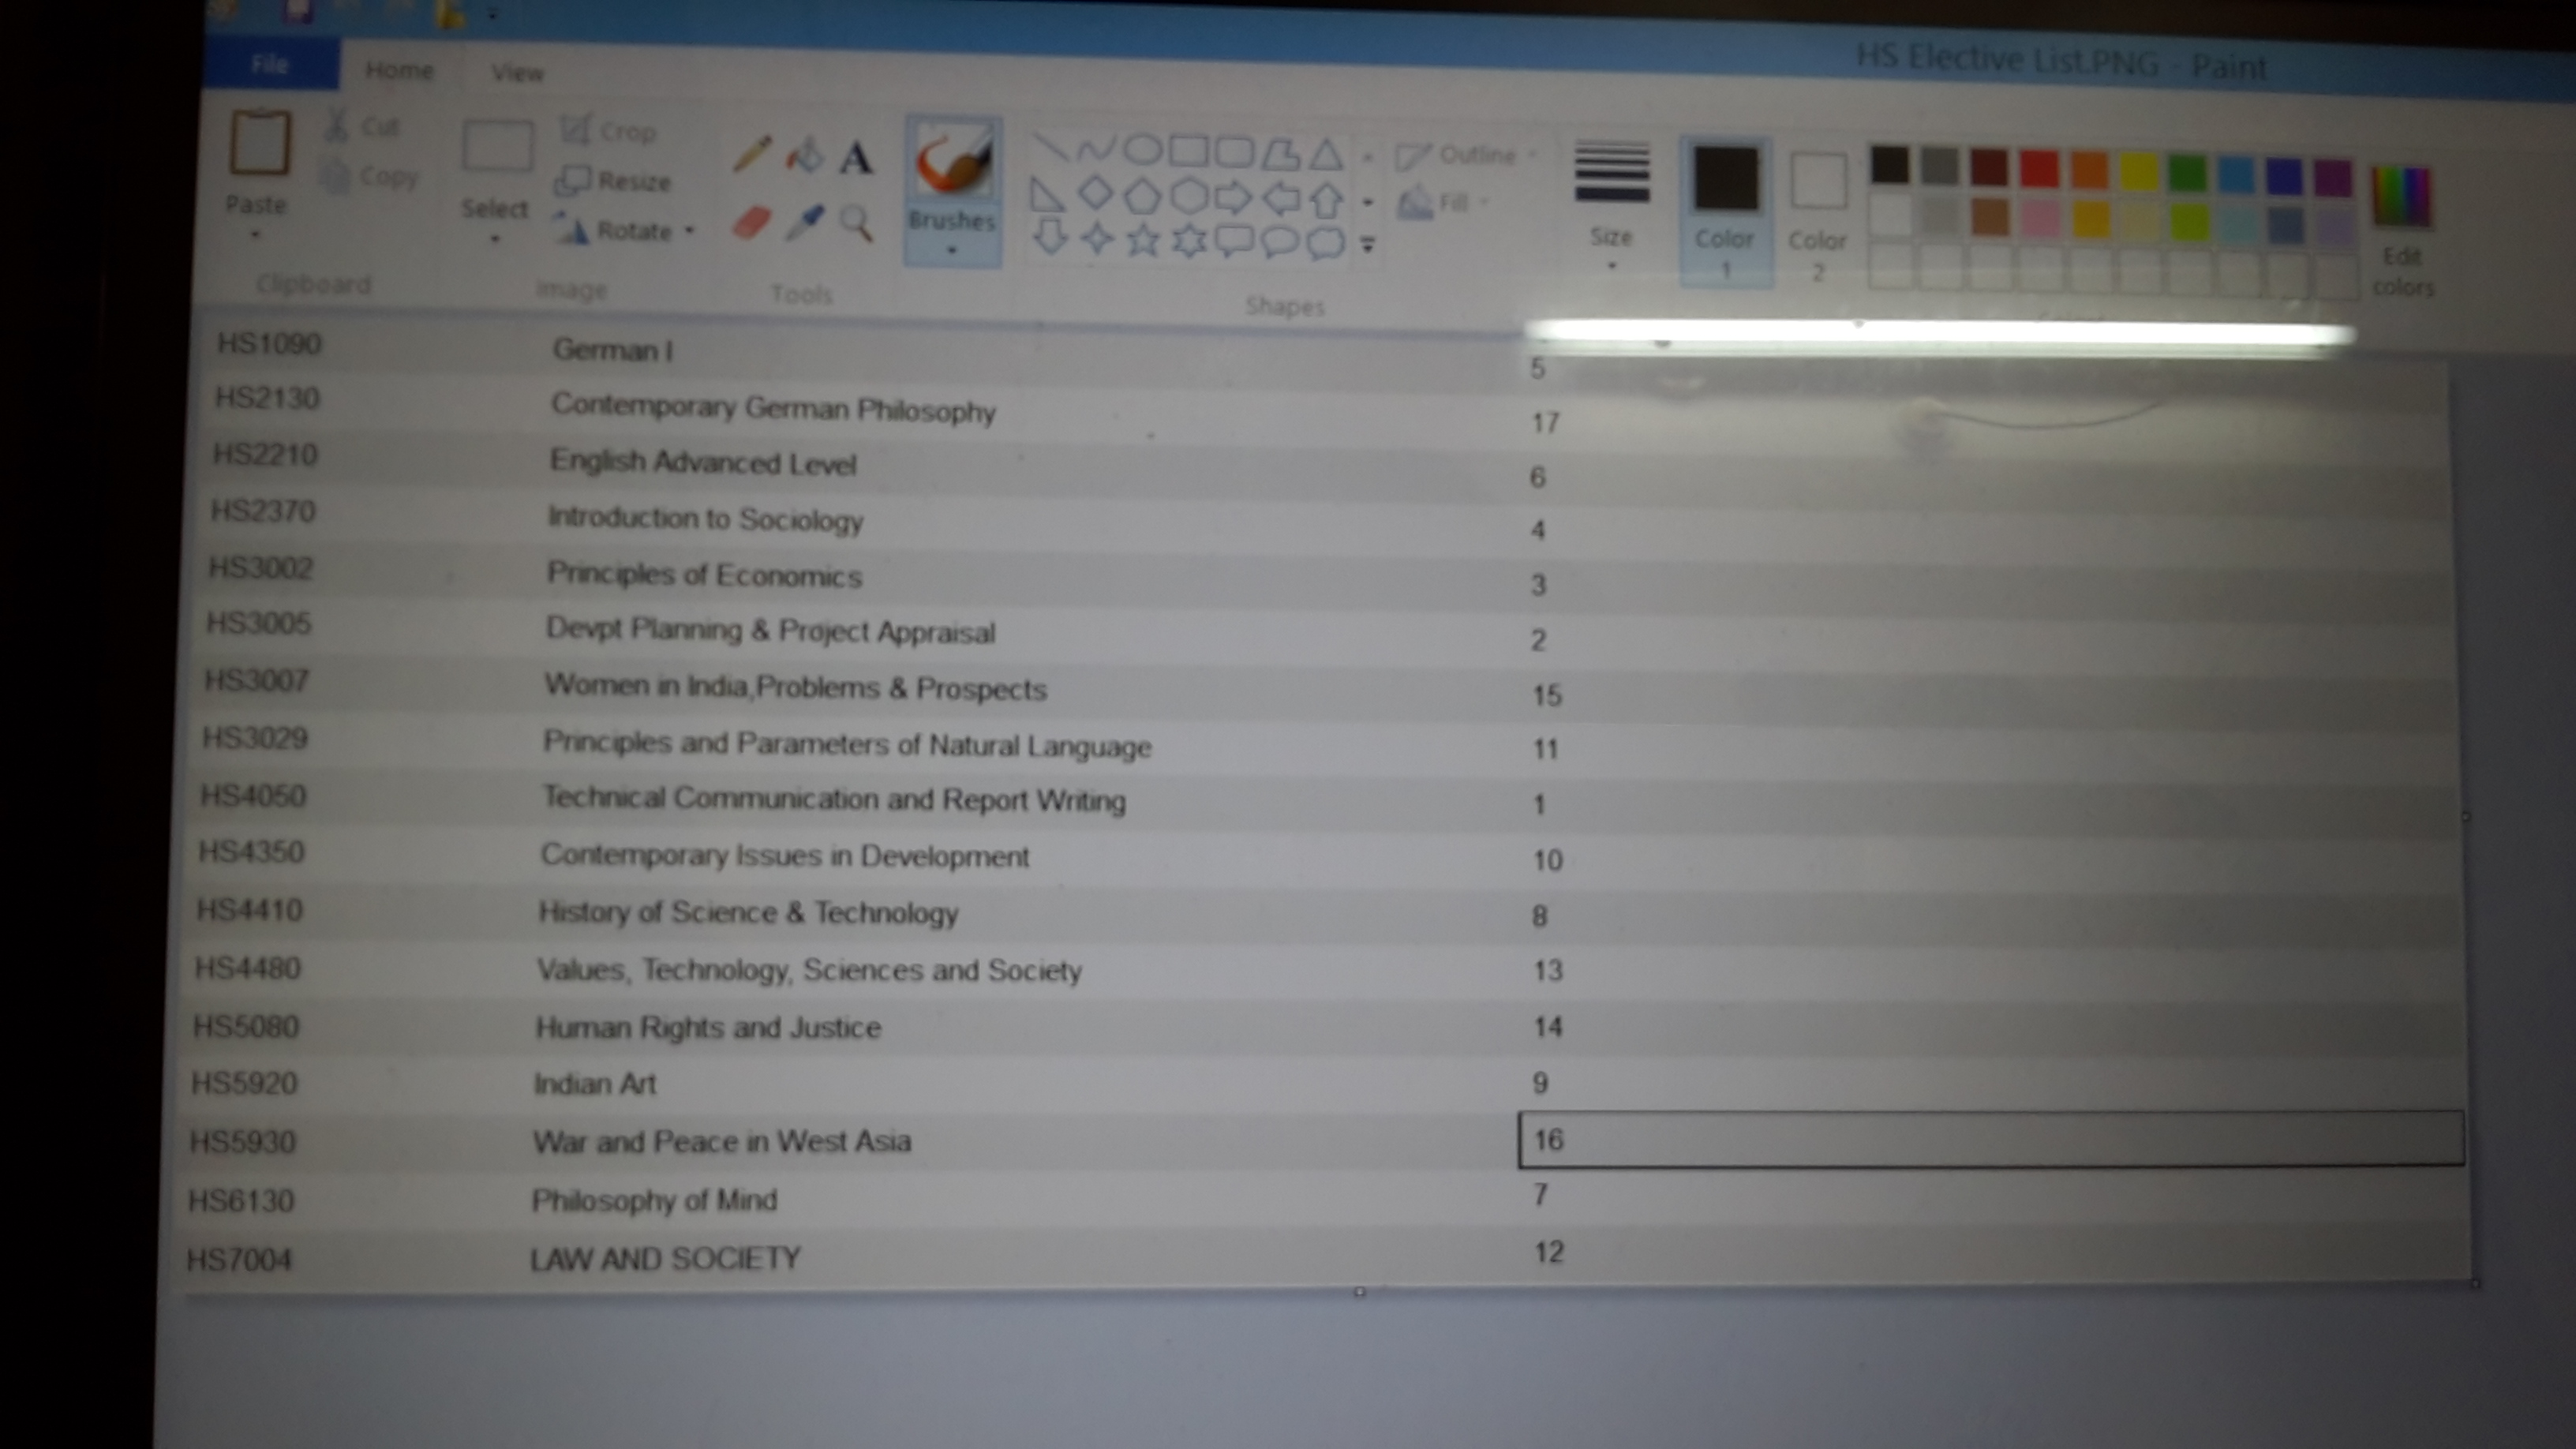 HS Elective List.PNG - Paint
File Home View
Paste Cut Copy Select Crop Resize Rotate A Brushes Outline Fill Size Color 1 Color 2 Edit colors
Clipboard Image Tools Shapes
HS1090 German I 5
HS2130 Contemporary German Philosophy 17
HS2210 English Advanced Level 6
HS2370 Introduction to Sociology 4
HS3002 Principles of Economics 3
HS3005 Devpt Planning & Project Appraisal 2
HS3007 Women in India,Problems & Prospects 15
HS3029 Principles and Parameters of Natural Language 11
HS4050 Technical Communication and Report Writing 1
HS4350 Contemporary Issues in Development 10
HS4410 History of Science & Technology 8
HS4480 Values, Technology, Sciences and Society 13
HS5080 Human Rights and Justice 14
HS5920 Indian Art 9
HS5930 War and Peace in West Asia 16
HS6130 Philosophy of Mind 7
HS7004 LAW AND SOCIETY 12